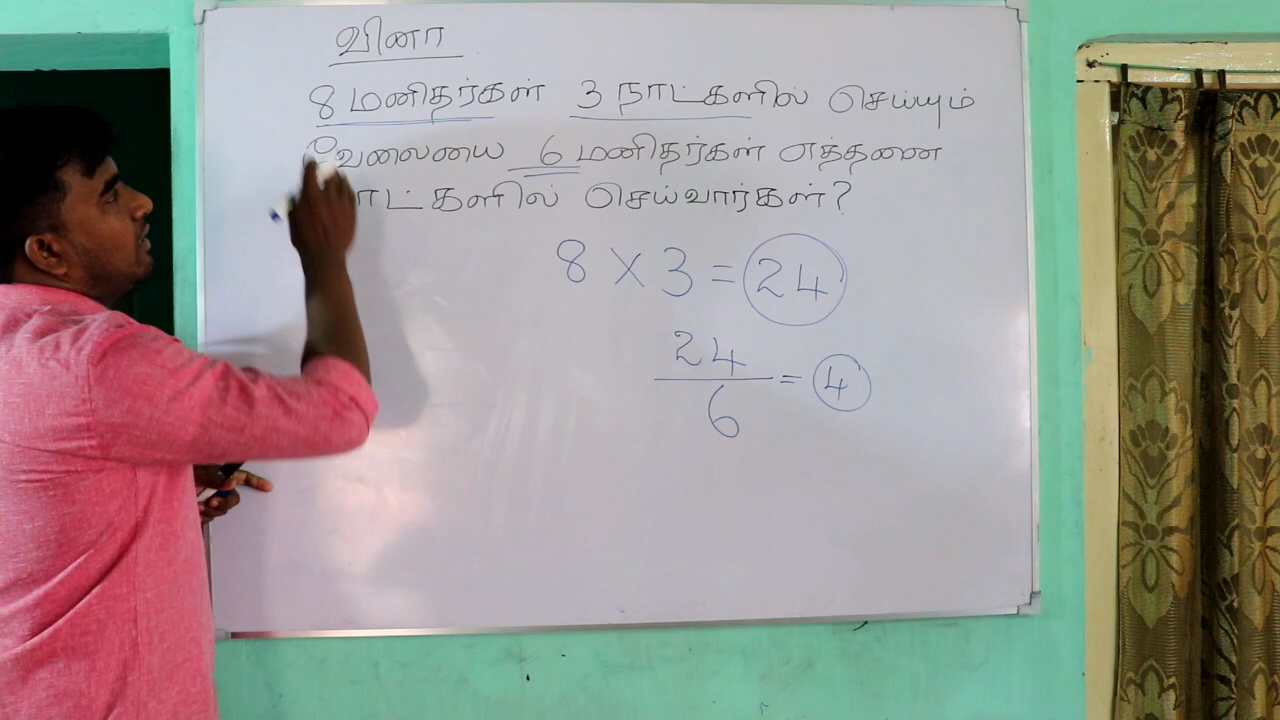 வினா
8 மனிதர்கள் 3 நாட்களில் செய்யும்
வேலையை 6 மனிதர்கள் எத்தனை
செய்வார்கள்?
8 X 3 = 24
24
6
= 4